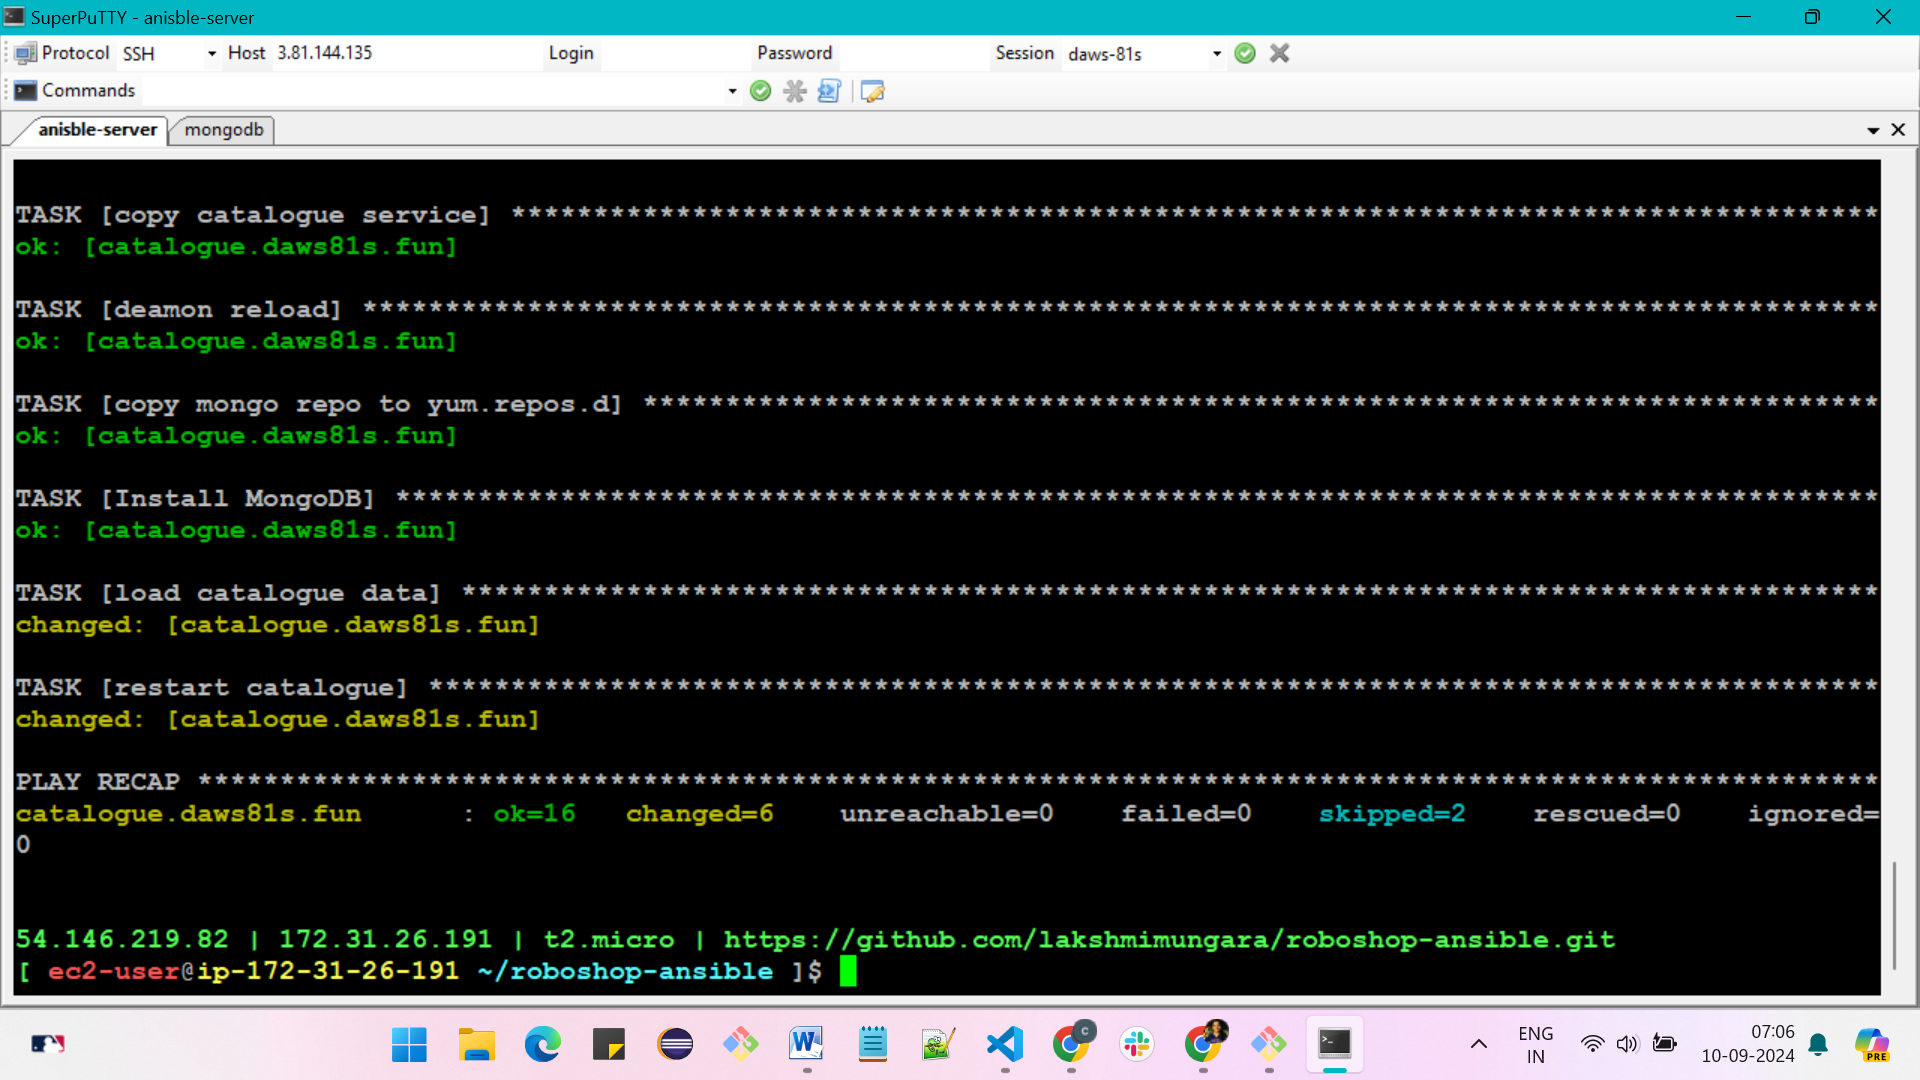 SuperPuTTY - anisble-server
Protocol SSH Host 3.81.144.135 Login Password Session daws-81s
Commands
anisble-server mongodb
TASK [copy catalogue service] ***********************************************************************************
ok: [catalogue.daws81s.fun]
TASK [deamon reload] ********************************************************************************************
ok: [catalogue.daws81s.fun]
TASK [copy mongo repo to yum.repos.d] ***************************************************************************
ok: [catalogue.daws81s.fun]
TASK [Install MongoDB] ******************************************************************************************
ok: [catalogue.daws81s.fun]
TASK [load catalogue data] **************************************************************************************
changed: [catalogue.daws81s.fun]
TASK [restart catalogue] ****************************************************************************************
changed: [catalogue.daws81s.fun]
PLAY RECAP ******************************************************************************************************
catalogue.daws81s.fun : ok=16 changed=6 unreachable=0 failed=0 skipped=2 rescued=0 ignored=
0
54.146.219.82 | 172.31.26.191 | t2.micro | https://github.com/lakshmimungara/roboshop-ansible.git
[ ec2-user@ip-172-31-26-191 ~/roboshop-ansible ]$
ENG
IN
07:06
10-09-2024
PRE